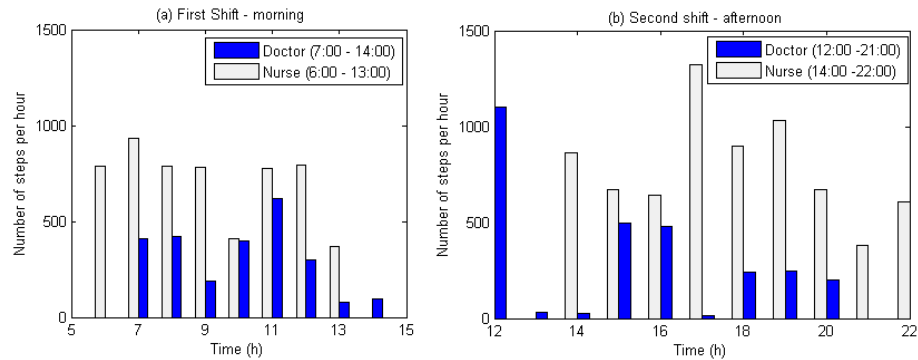 (a) First Shift - morning
1500
1000
500
0
Number of steps per hour
Doctor (7:00 - 14:00)
Nurse (6:00 - 13:00)
5 7 9 11 13 15
Time (h)
(b) Second shift - afternoon
1500
1000
500
0
Number of steps per hour
Doctor (12:00 -21:00)
Nurse (14:00 -22:00)
12 14 16 18 20 22
Time (h)